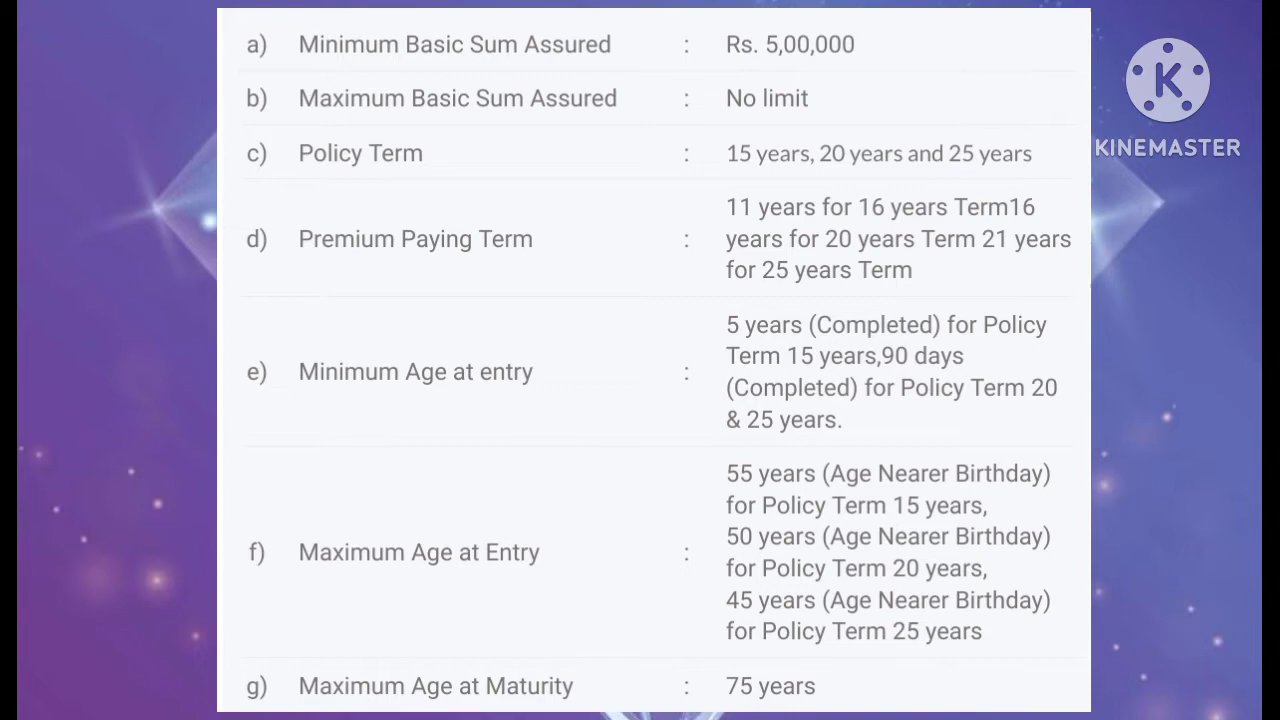 a) Minimum Basic Sum Assured : Rs. 5,00,000
b) Maximum Basic Sum Assured : No limit
c) Policy Term : 15 years, 20 years and 25 years
d) Premium Paying Term : 11 years for 16 years Term16
years for 20 years Term 21 years
for 25 years Term
e) Minimum Age at entry : 5 years (Completed) for Policy
Term 15 years,90 days
(Completed) for Policy Term 20
& 25 years.
f) Maximum Age at Entry : 55 years (Age Nearer Birthday)
for Policy Term 15 years,
50 years (Age Nearer Birthday)
for Policy Term 20 years,
45 years (Age Nearer Birthday)
for Policy Term 25 years
g) Maximum Age at Maturity : 75 years
K
KINEMASTER